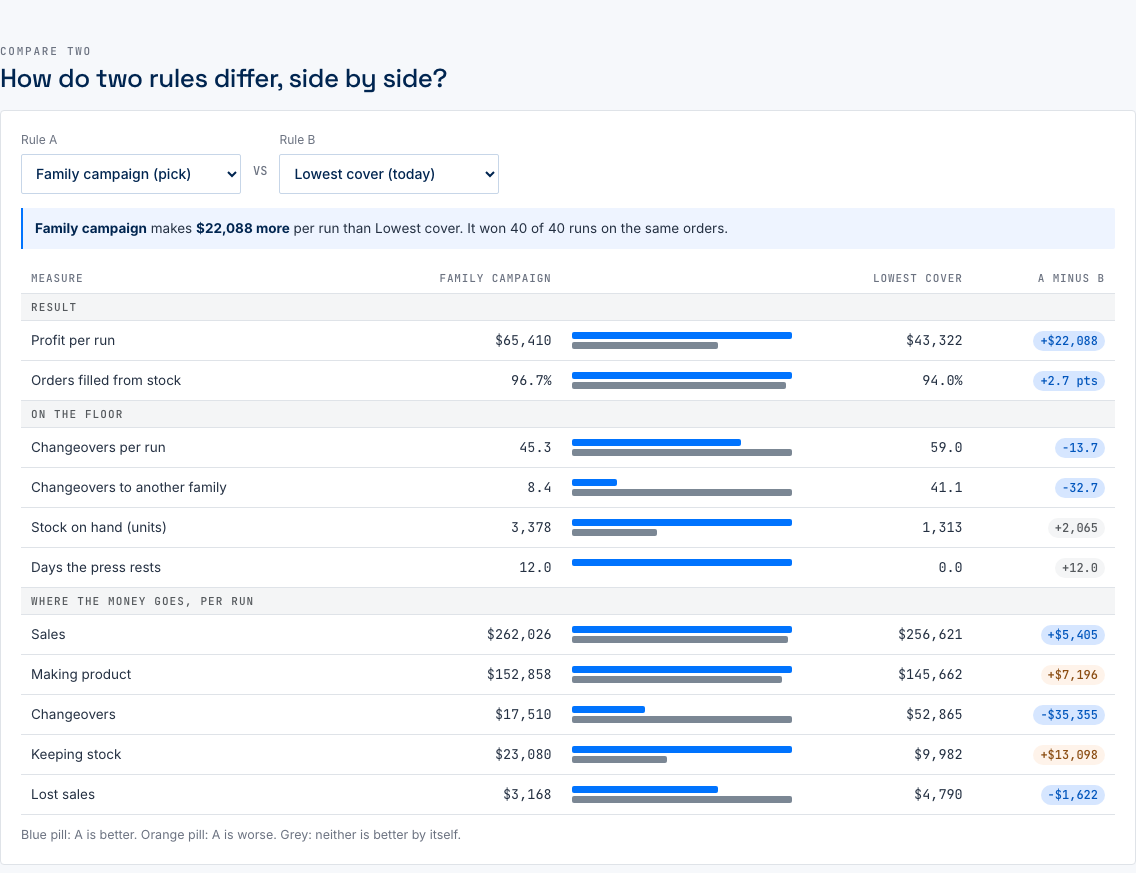 COMPARE TWO
How do two rules differ, side by side?
Rule A
Rule B
Family campaign (pick)
VS
Lowest cover (today)
Family campaign makes $22,088 more per run than Lowest cover. It won 40 of 40 runs on the same orders.
MEASURE FAMILY CAMPAIGN LOWEST COVER A MINUS B
RESULT
Profit per run $65,410 $43,322 +$22,088
Orders filled from stock 96.7% 94.0% +2.7 pts
ON THE FLOOR
Changeovers per run 45.3 59.0 -13.7
Changeovers to another family 8.4 41.1 -32.7
Stock on hand (units) 3,378 1,313 +2,065
Days the press rests 12.0 0.0 +12.0
WHERE THE MONEY GOES, PER RUN
Sales $262,026 $256,621 +$5,405
Making product $152,858 $145,662 +$7,196
Changeovers $17,510 $52,865 -$35,355
Keeping stock $23,080 $9,982 +$13,098
Lost sales $3,168 $4,790 -$1,622
Blue pill: A is better. Orange pill: A is worse. Grey: neither is better by itself.